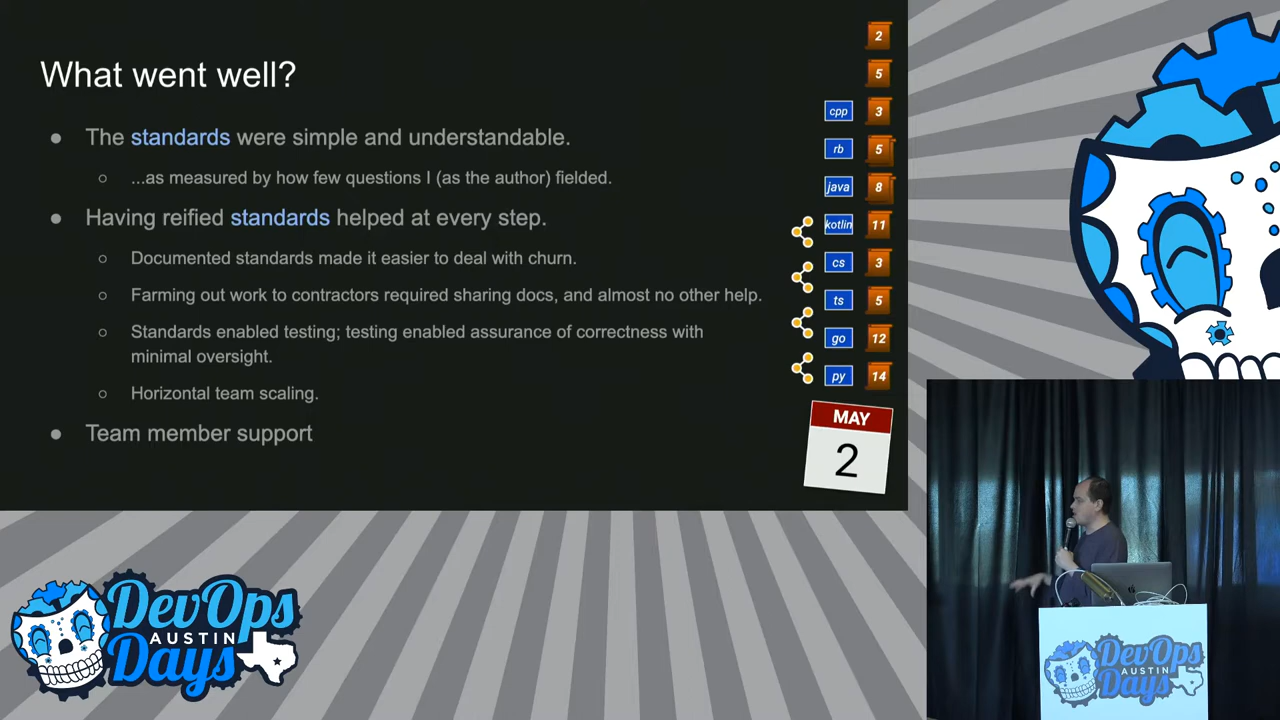 What went well?
The standards were simple and understandable.
...as measured by how few questions I (as the author) fielded.
Having reified standards helped at every step.
Documented standards made it easier to deal with churn.
Farming out work to contractors required sharing docs, and almost no other help.
Standards enabled testing; testing enabled assurance of correctness with
minimal oversight.
Horizontal team scaling.
Team member support
2
5
cpp 3
rb 5
java 8
kotlin 11
cs 3
ts 5
go 12
py 14
MAY
2
DevOps
AUSTIN
Days
DevOps
AUSTIN
Days